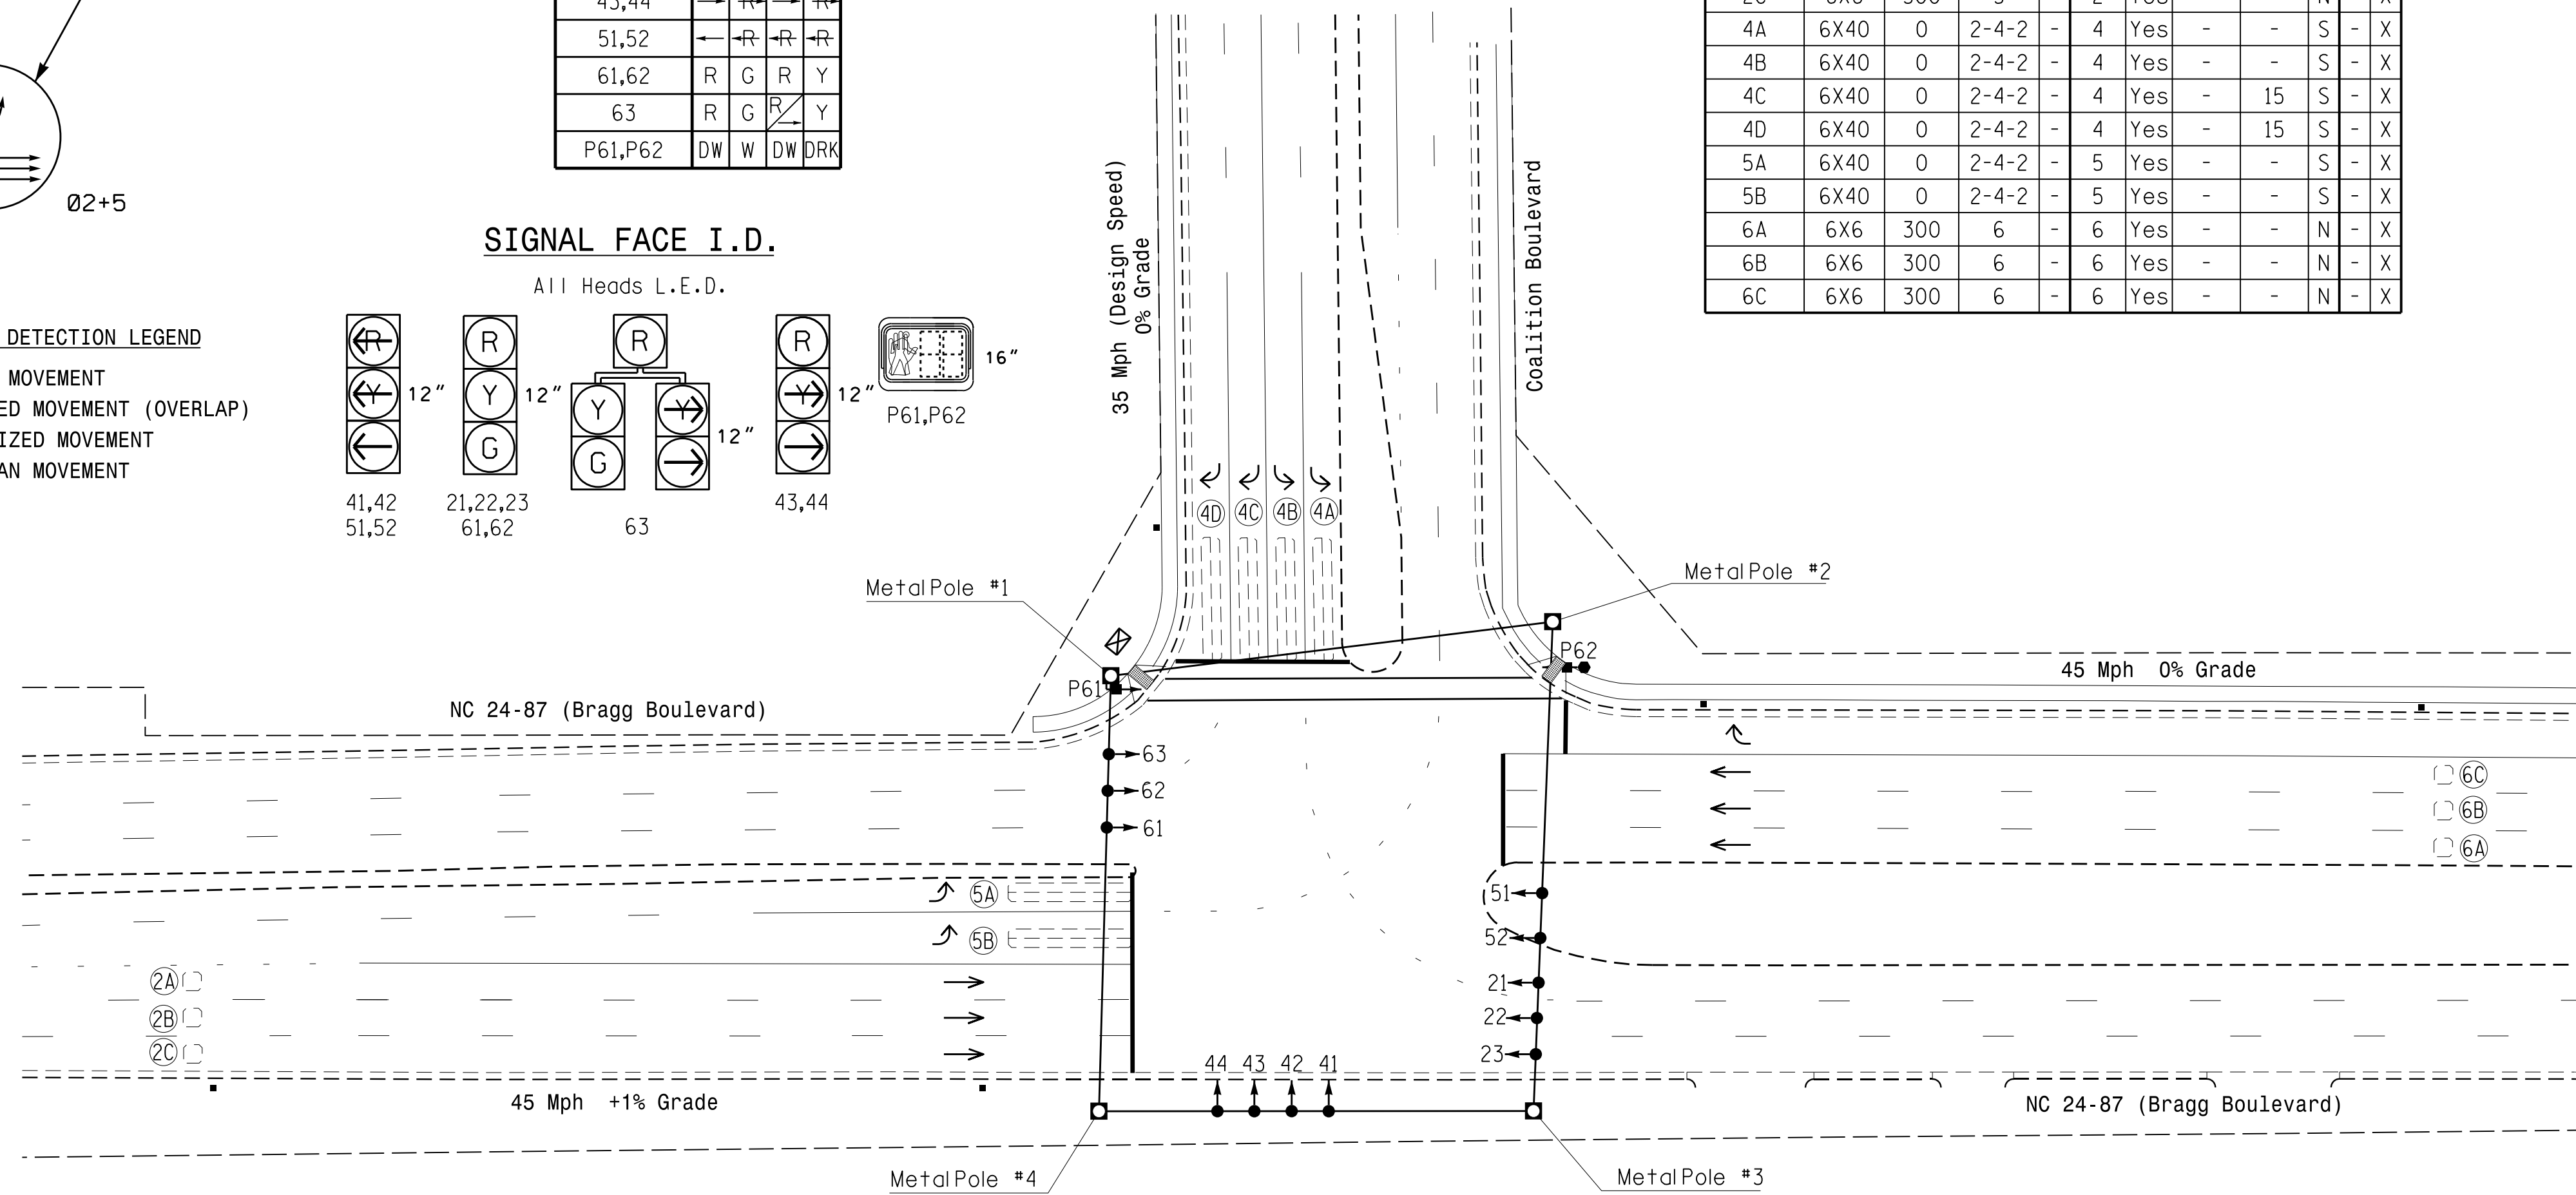 43,44 R R
51,52 R R R
61,62 R G R Y
63 R G R Y
P61,P62 DW W DW DRK
Ø2+5
SIGNAL FACE I.D.
All Heads L.E.D.
R Y 12"
41,42
51,52
R Y G 12"
21,22,23
61,62
R Y G Y 12"
63
R Y 12"
43,44
16"
P61,P62
DETECTION LEGEND
MOVEMENT
MOVEMENT (OVERLAP)
MOVEMENT
MOVEMENT
4A 6X40 0 2-4-2 - 4 Yes - - S - X
4B 6X40 0 2-4-2 - 4 Yes - - S - X
4C 6X40 0 2-4-2 - 4 Yes - 15 S - X
4D 6X40 0 2-4-2 - 4 Yes - 15 S - X
5A 6X40 0 2-4-2 - 5 Yes - - S - X
5B 6X40 0 2-4-2 - 5 Yes - - S - X
6A 6X6 300 6 - 6 Yes - - N - X
6B 6X6 300 6 - 6 Yes - - N - X
6C 6X6 300 6 - 6 Yes - - N - X
35 Mph (Design Speed)
0% Grade
Coalition Boulevard
4D 4C 4B 4A
Metal Pole #1
Metal Pole #2
P61
P62
NC 24-87 (Bragg Boulevard)
45 Mph 0% Grade
63
62
61
6C
6B
6A
5A
5B
51
52
2A
2B
2C
21
22
23
44 43 42 41
45 Mph +1% Grade
NC 24-87 (Bragg Boulevard)
Metal Pole #4
Metal Pole #3